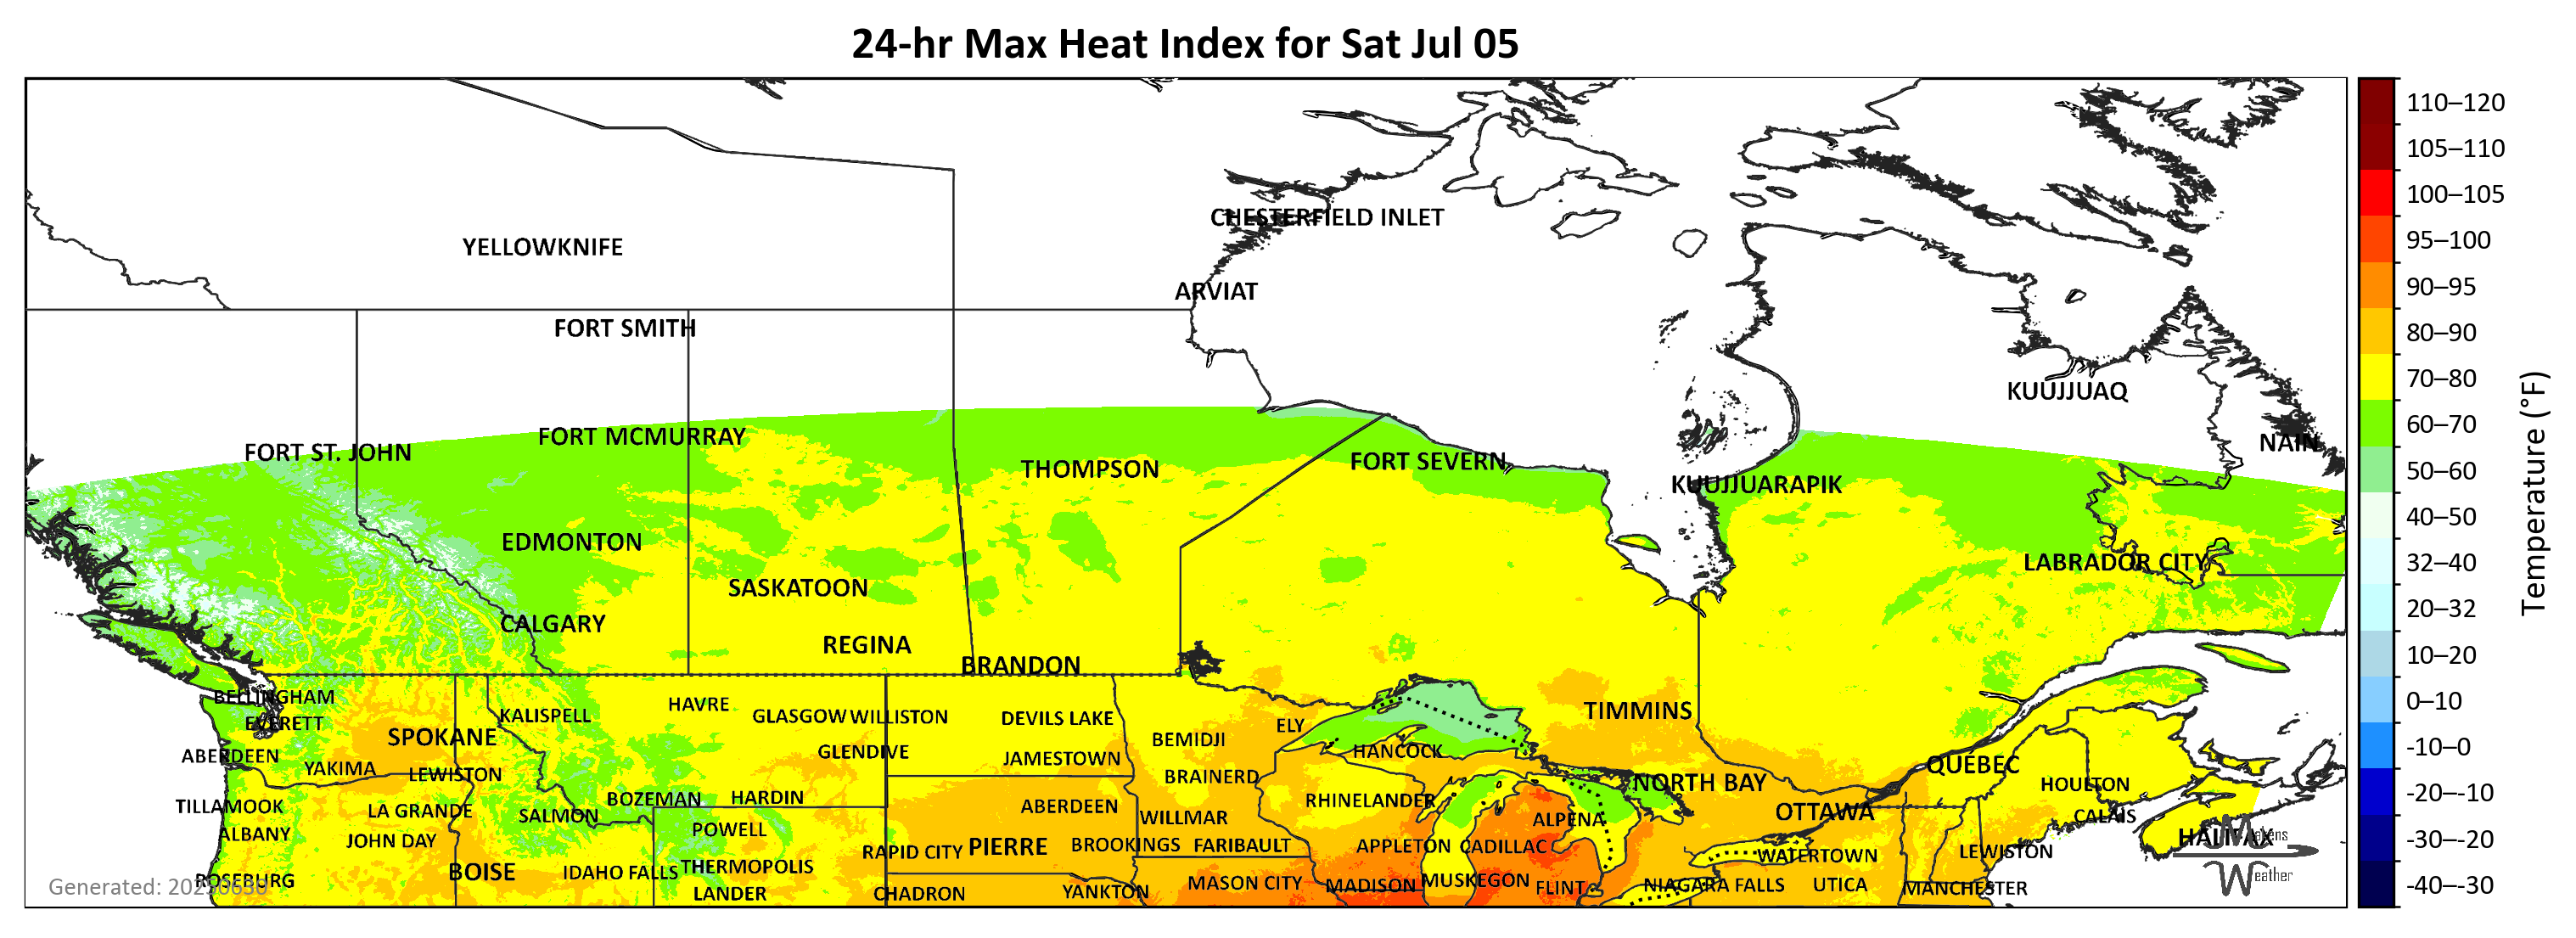 24-hr Max Heat Index for Sat Jul 05
110–120
105–110
CHESTERFIELD INLET
100–105
YELLOWKNIFE
95–100
ARVIAT
90–95
FORT SMITH
80–90
KUUJJUAQ
70–80
FORT MCMURRAY
60–70
FORT ST. JOHN
NAIN
THOMPSON
FORT SEVERN
50–60
KUUJJUARAPIK
40–50
EDMONTON
LABRADOR CITY
32–40
SASKATOON
20–32
CALGARY
REGINA
10–20
BRANDON
Temperature (°F)
BELLINGHAM
HAVRE
0–10
KALISPELL
GLASGOW
WILLISTON
DEVILS LAKE
TIMMINS
EVERETT
ELY
SPOKANE
BEMIDJI
-10–0
ABERDEEN
GLENDIVE
JAMESTOWN
HANCOCK
QUÉBEC
YAKIMA
LEWISTON
BRAINERD
NORTH BAY
HOULTON
-20–-10
TILLAMOOK
LA GRANDE
BOZEMAN
HARDIN
ABERDEEN
RHINELANDER
OTTAWA
SALMON
WILLMAR
ALPENA
CALAIS
ALBANY
JOHN DAY
POWELL
HALIFAX
Makens
-30–-20
RAPID CITY
PIERRE
BROOKINGS
FARIBAULT
APPLETON
CADILLAC
WATERTOWN
LEWISTON
BOISE
IDAHO FALLS
THERMOPOLIS
Weather
ROSEBURG
Generated: 20250630
MASON CITY
MADISON
MUSKEGON
FLINT
NIAGARA FALLS
UTICA
MANCHESTER
-40–-30
LANDER
CHADRON
YANKTON